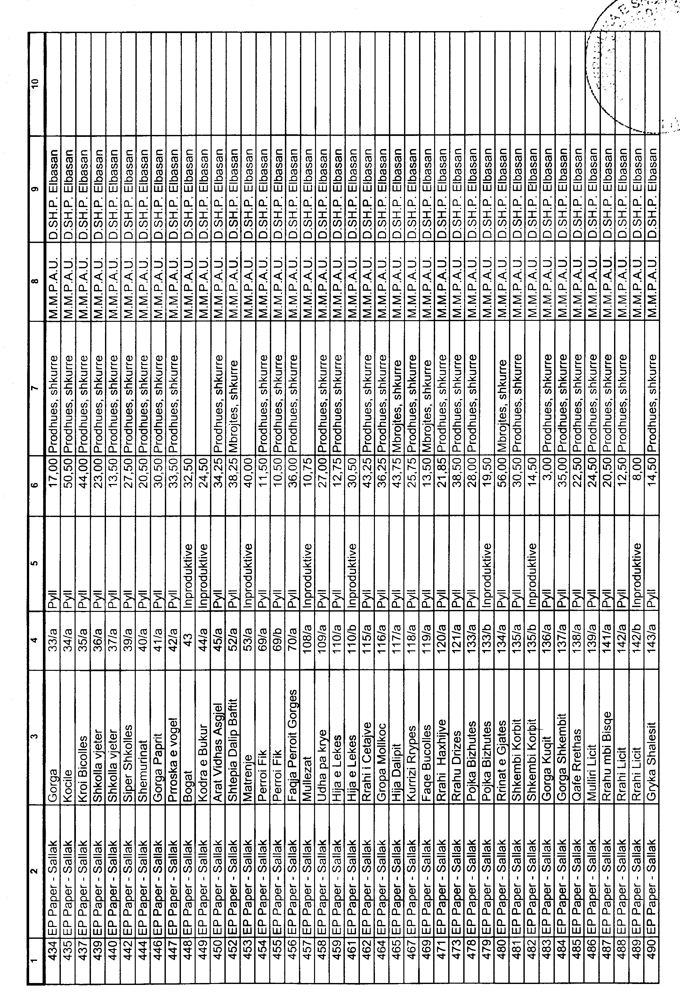 1 2 3 4 5 6 7 8 9 10
434 EP Paper - Sallak Gorga 33/a Pyll 17,00 Prodhues, shkurre M.M.P.A.U. D.SH.P. Elbasan
435 EP Paper - Sallak Kocile 34/a Pyll 50,50 Prodhues, shkurre M.M.P.A.U. D.SH.P. Elbasan
437 EP Paper - Sallak Kroi Bicolles 35/a Pyll 44,00 Prodhues, shkurre M.M.P.A.U. D.SH.P. Elbasan
439 EP Paper - Sallak Shkolla vjeter 36/a Pyll 23,00 Prodhues, shkurre M.M.P.A.U. D.SH.P. Elbasan
440 EP Paper - Sallak Shkolla vjeter 37/a Pyll 13,50 Prodhues, shkurre M.M.P.A.U. D.SH.P. Elbasan
442 EP Paper - Sallak Siper Shkolles 39/a Pyll 27,50 Prodhues, shkurre M.M.P.A.U. D.SH.P. Elbasan
444 EP Paper - Sallak Shemurinat 40/a Pyll 20,50 Prodhues, shkurre M.M.P.A.U. D.SH.P. Elbasan
446 EP Paper - Sallak Gorga Paprit 41/a Pyll 30,50 Prodhues, shkurre M.M.P.A.U. D.SH.P. Elbasan
447 EP Paper - Sallak Prroska e vogel 42/a Pyll 33,50 Prodhues, shkurre M.M.P.A.U. D.SH.P. Elbasan
448 EP Paper - Sallak Bogat 43 Inproduktive 32,50 M.M.P.A.U. D.SH.P. Elbasan
449 EP Paper - Sallak Kodra e Bukur 44/a Inproduktive 24,50 M.M.P.A.U. D.SH.P. Elbasan
450 EP Paper - Sallak Arat Vidhas Asgjel 45/a Pyll 34,25 Prodhues, shkurre M.M.P.A.U. D.SH.P. Elbasan
452 EP Paper - Sallak Shtepia Dalip Baftit 52/a Pyll 38,25 Mbrojtes, shkurre M.M.P.A.U. D.SH.P. Elbasan
453 EP Paper - Sallak Matrenje 53/a Inproduktive 40,00 M.M.P.A.U. D.SH.P. Elbasan
454 EP Paper - Sallak Perroi Fik 69/a Pyll 11,50 Prodhues, shkurre M.M.P.A.U. D.SH.P. Elbasan
455 EP Paper - Sallak Perroi Fik 69/b Pyll 10,50 Prodhues, shkurre M.M.P.A.U. D.SH.P. Elbasan
456 EP Paper - Sallak Faqja Perroit Gorges 70/a Pyll 36,00 Prodhues, shkurre M.M.P.A.U. D.SH.P. Elbasan
457 EP Paper - Sallak Mullezat 108/a Inproduktive 10,75 M.M.P.A.U. D.SH.P. Elbasan
458 EP Paper - Sallak Udha pa krye 109/a Pyll 27,00 Prodhues, shkurre M.M.P.A.U. D.SH.P. Elbasan
459 EP Paper - Sallak Hija e Lekes 110/a Pyll 12,75 Prodhues, shkurre M.M.P.A.U. D.SH.P. Elbasan
461 EP Paper - Sallak Hija e Lekes 110/b Inproduktive 30,50 M.M.P.A.U. D.SH.P. Elbasan
462 EP Paper - Sallak Rrahi i Cetajve 115/a Pyll 43,25 Prodhues, shkurre M.M.P.A.U. D.SH.P. Elbasan
464 EP Paper - Sallak Gropa Mollkoc 116/a Pyll 36,25 Prodhues, shkurre M.M.P.A.U. D.SH.P. Elbasan
465 EP Paper - Sallak Hija Dalipit 117/a Pyll 43,75 Mbrojtes, shkurre M.M.P.A.U. D.SH.P. Elbasan
467 EP Paper - Sallak Kurrizi Rrypes 118/a Pyll 25,75 Prodhues, shkurre M.M.P.A.U. D.SH.P. Elbasan
469 EP Paper - Sallak Faqe Bucolles 119/a Pyll 13,50 Mbrojtes, shkurre M.M.P.A.U. D.SH.P. Elbasan
471 EP Paper - Sallak Rrahi Haxhijve 120/a Pyll 21,85 Prodhues, shkurre M.M.P.A.U. D.SH.P. Elbasan
473 EP Paper - Sallak Rrahu Drizes 121/a Pyll 38,50 Prodhues, shkurre M.M.P.A.U. D.SH.P. Elbasan
478 EP Paper - Sallak Pojka Bizhutes 133/a Pyll 28,00 Prodhues, shkurre M.M.P.A.U. D.SH.P. Elbasan
479 EP Paper - Sallak Pojka Bizhutes 133/b Inproduktive 19,50 M.M.P.A.U. D.SH.P. Elbasan
480 EP Paper - Sallak Rrinat e Gjates 134/a Pyll 56,00 Mbrojtes, shkurre M.M.P.A.U. D.SH.P. Elbasan
481 EP Paper - Sallak Shkembi Korbit 135/a Pyll 30,50 Prodhues, shkurre M.M.P.A.U. D.SH.P. Elbasan
482 EP Paper - Sallak Shkembi Korbit 135/b Inproduktive 14,50 M.M.P.A.U. D.SH.P. Elbasan
483 EP Paper - Sallak Gorga Kuqit 136/a Pyll 3,00 Prodhues, shkurre M.M.P.A.U. D.SH.P. Elbasan
484 EP Paper - Sallak Gorga Shkembit 137/a Pyll 35,00 Prodhues, shkurre M.M.P.A.U. D.SH.P. Elbasan
485 EP Paper - Sallak Qafe Rrethas 138/a Pyll 22,50 Prodhues, shkurre M.M.P.A.U. D.SH.P. Elbasan
486 EP Paper - Sallak Mulliri Licit 139/a Pyll 24,50 Prodhues, shkurre M.M.P.A.U. D.SH.P. Elbasan
487 EP Paper - Sallak Rrahu mbi Bisqe 141/a Pyll 20,50 Prodhues, shkurre M.M.P.A.U. D.SH.P. Elbasan
488 EP Paper - Sallak Rrahi Licit 142/a Pyll 12,50 Prodhues, shkurre M.M.P.A.U. D.SH.P. Elbasan
489 EP Paper - Sallak Rrahi Licit 142/b Inproduktive 8,00 M.M.P.A.U. D.SH.P. Elbasan
490 EP Paper - Sallak Gryka Shalesit 143/a Pyll 14,50 Prodhues, shkurre M.M.P.A.U. D.SH.P. Elbasan